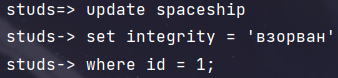 studs=> update spaceship
studs-> set integrity = 'взорван'
studs-> where id = 1;